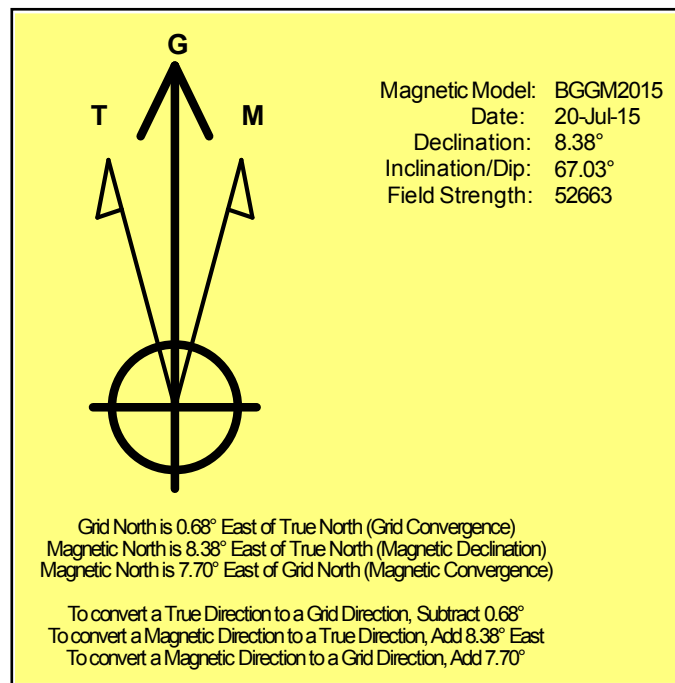 G
T
M
Magnetic Model: BGGM2015
Date: 20-Jul-15
Declination: 8.38°
Inclination/Dip: 67.03°
Field Strength: 52663
Grid North is 0.68° East of True North (Grid Convergence)
Magnetic North is 8.38° East of True North (Magnetic Declination)
Magnetic North is 7.70° East of Grid North (Magnetic Convergence)
To convert a True Direction to a Grid Direction, Subtract 0.68°
To convert a Magnetic Direction to a True Direction, Add 8.38° East
To convert a Magnetic Direction to a Grid Direction, Add 7.70°